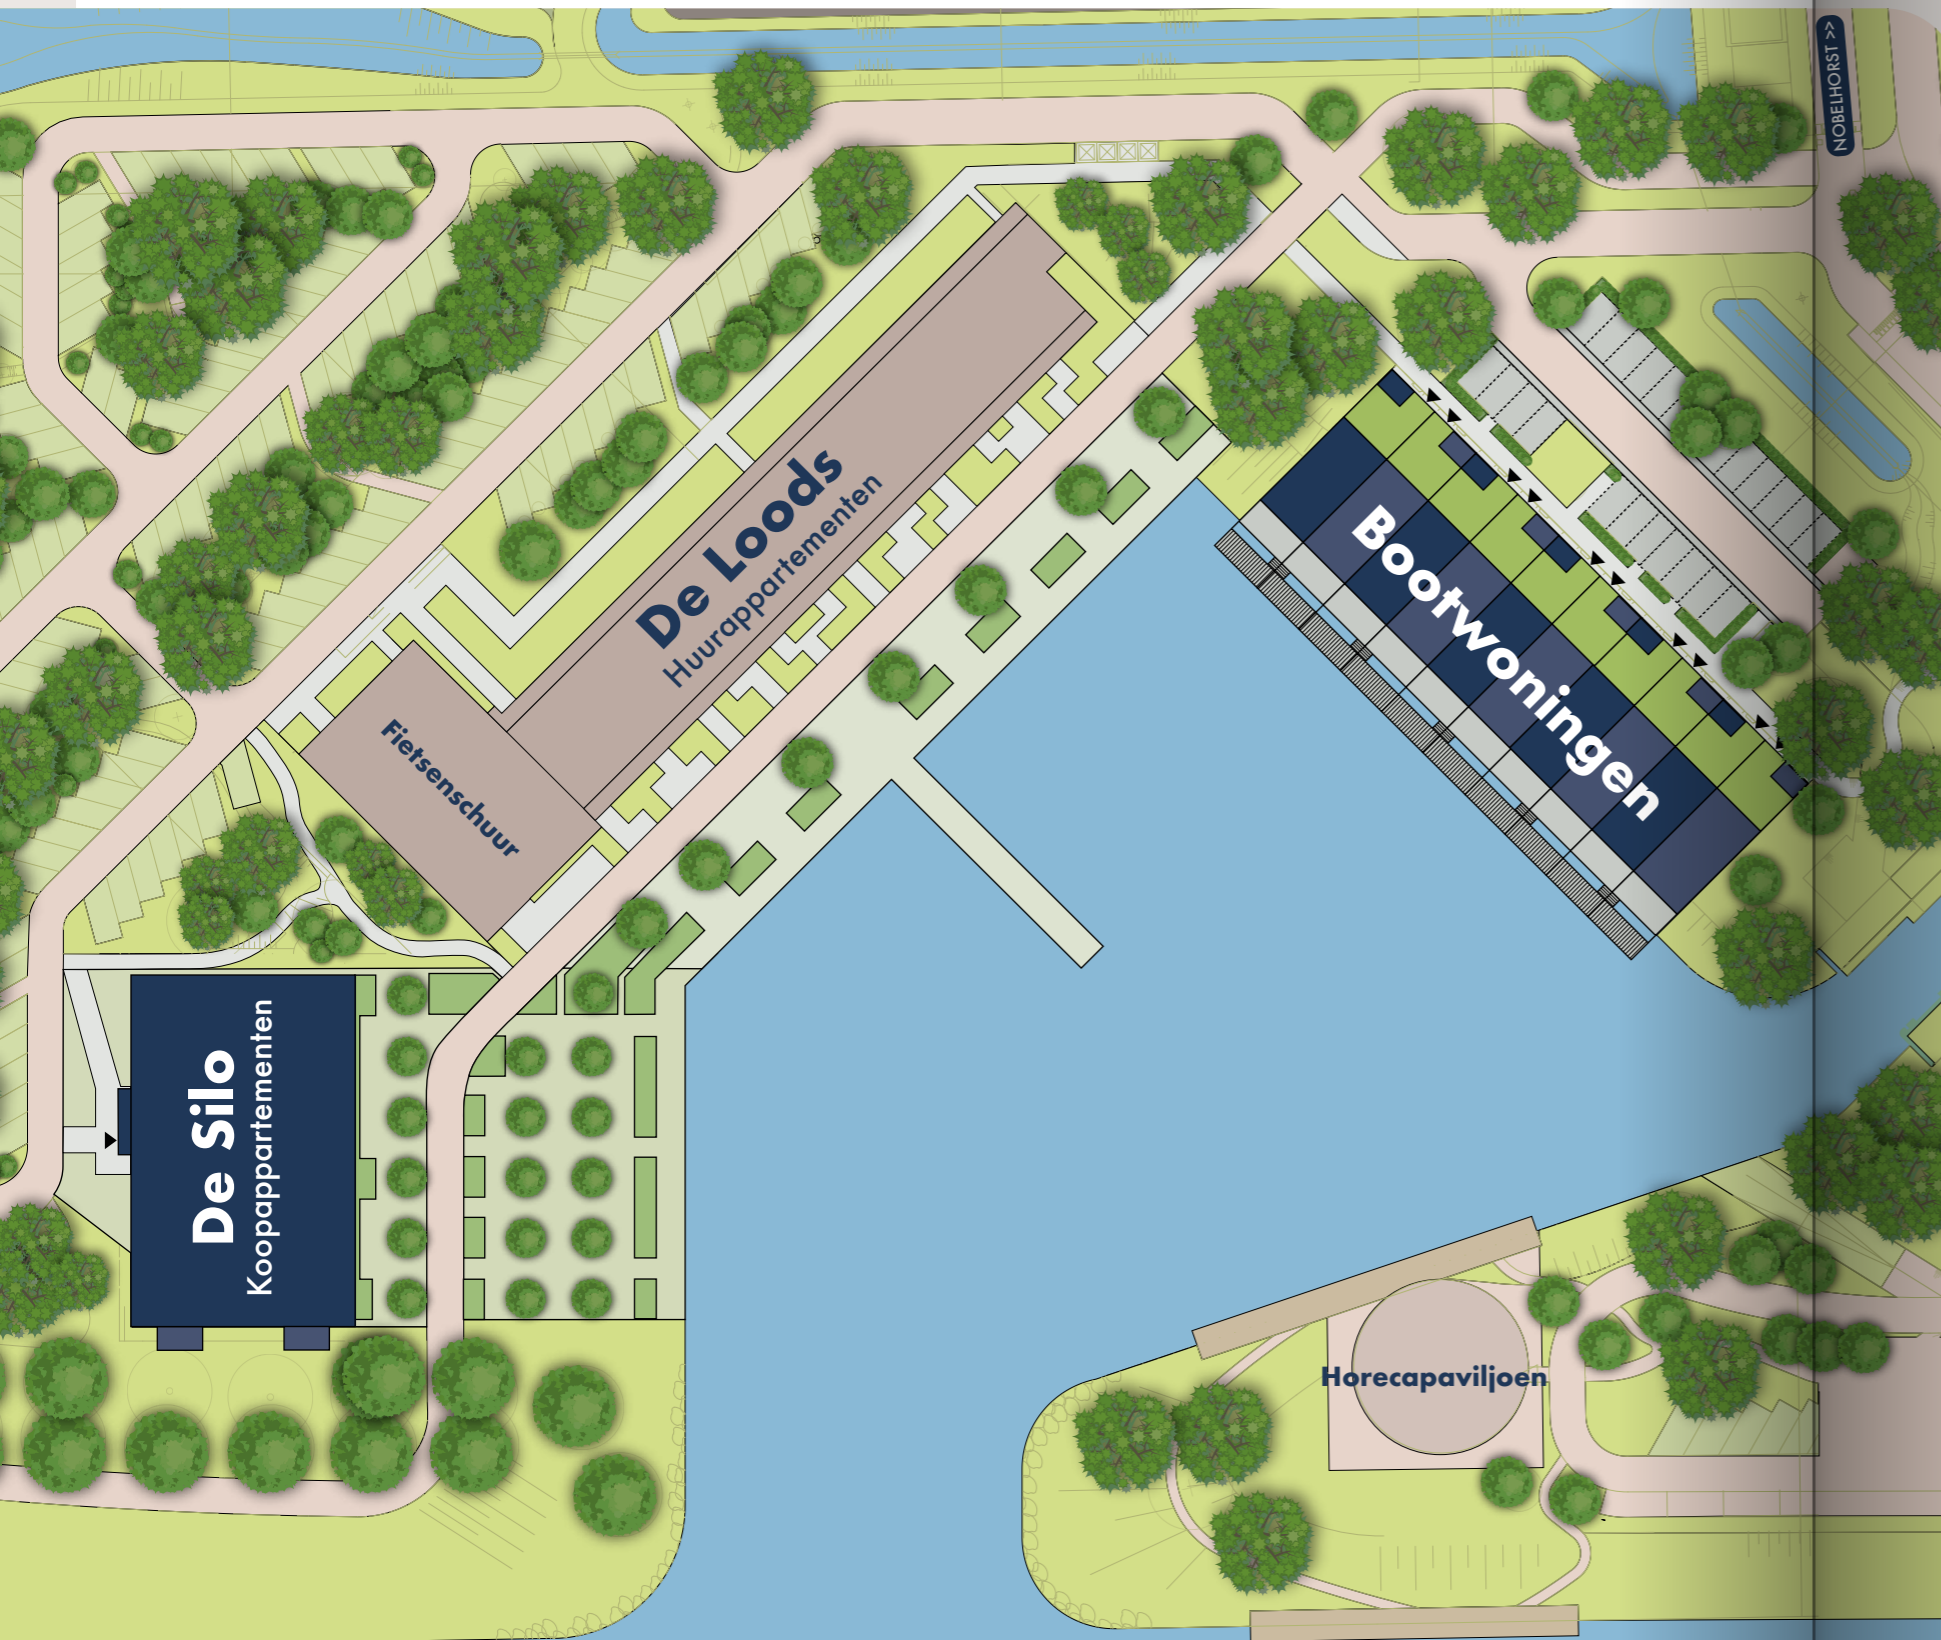 NOBELHORST >>
De Loods
Huurappartementen
Bootwoningen
Fietsenschuur
De Silo
Koopappartementen
Horecapaviljoen